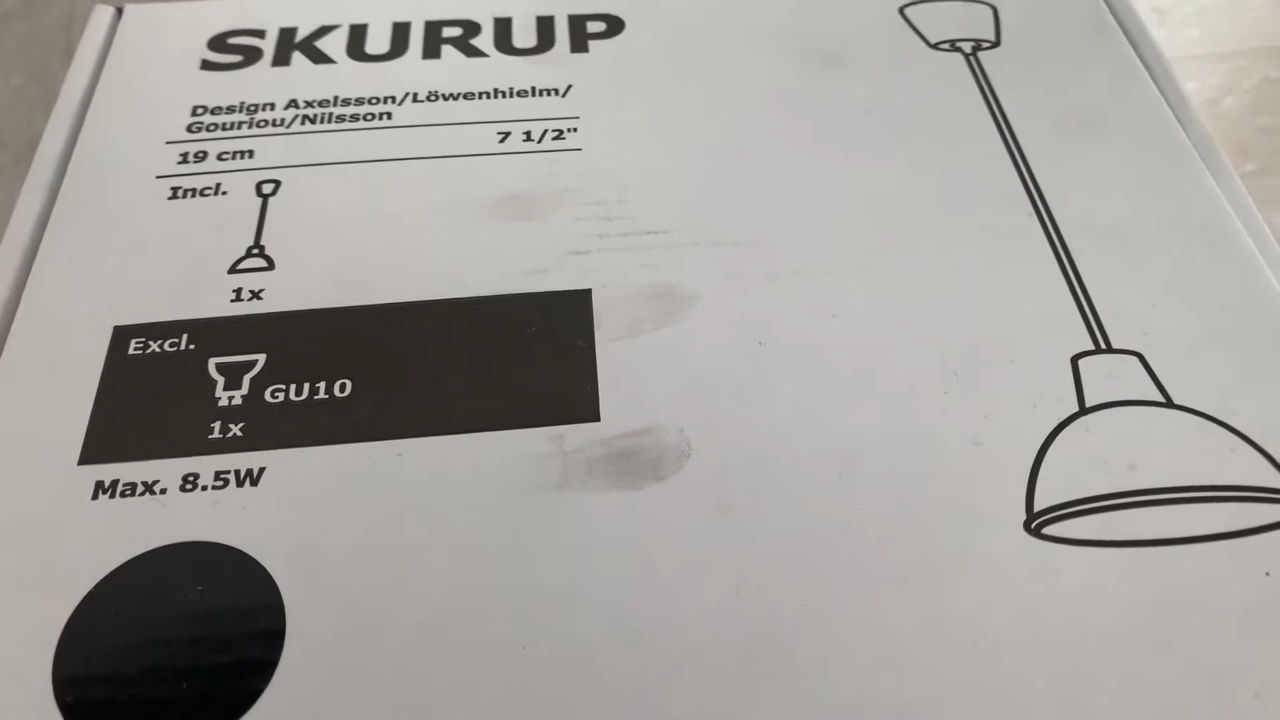 SKURUP
Design Axelsson/Löwenhielm/
Gouriou/Nilsson
19 cm 7 1/2"
Incl.
1x
Excl.
GU10
1x
Max. 8.5W